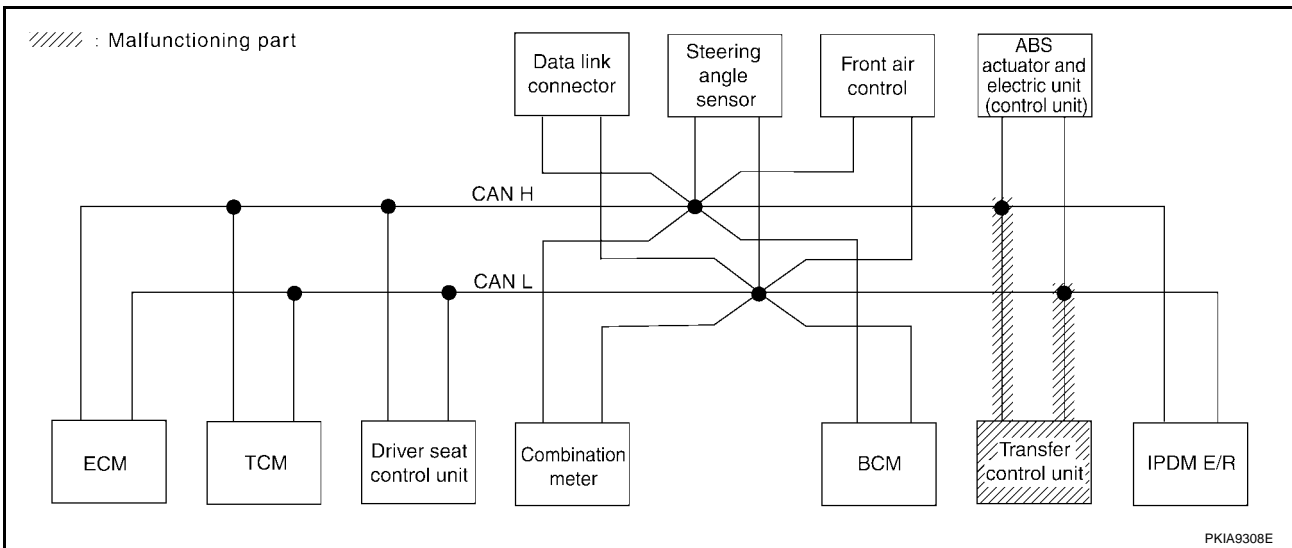 : Malfunctioning part
Data link
connector
Steering
angle
sensor
Front air
control
ABS
actuator and
electric unit
(control unit)
CAN H
CAN L
ECM
TCM
Driver seat
control unit
Combination
meter
BCM
Transfer
control unit
IPDM E/R
PKIA9308E